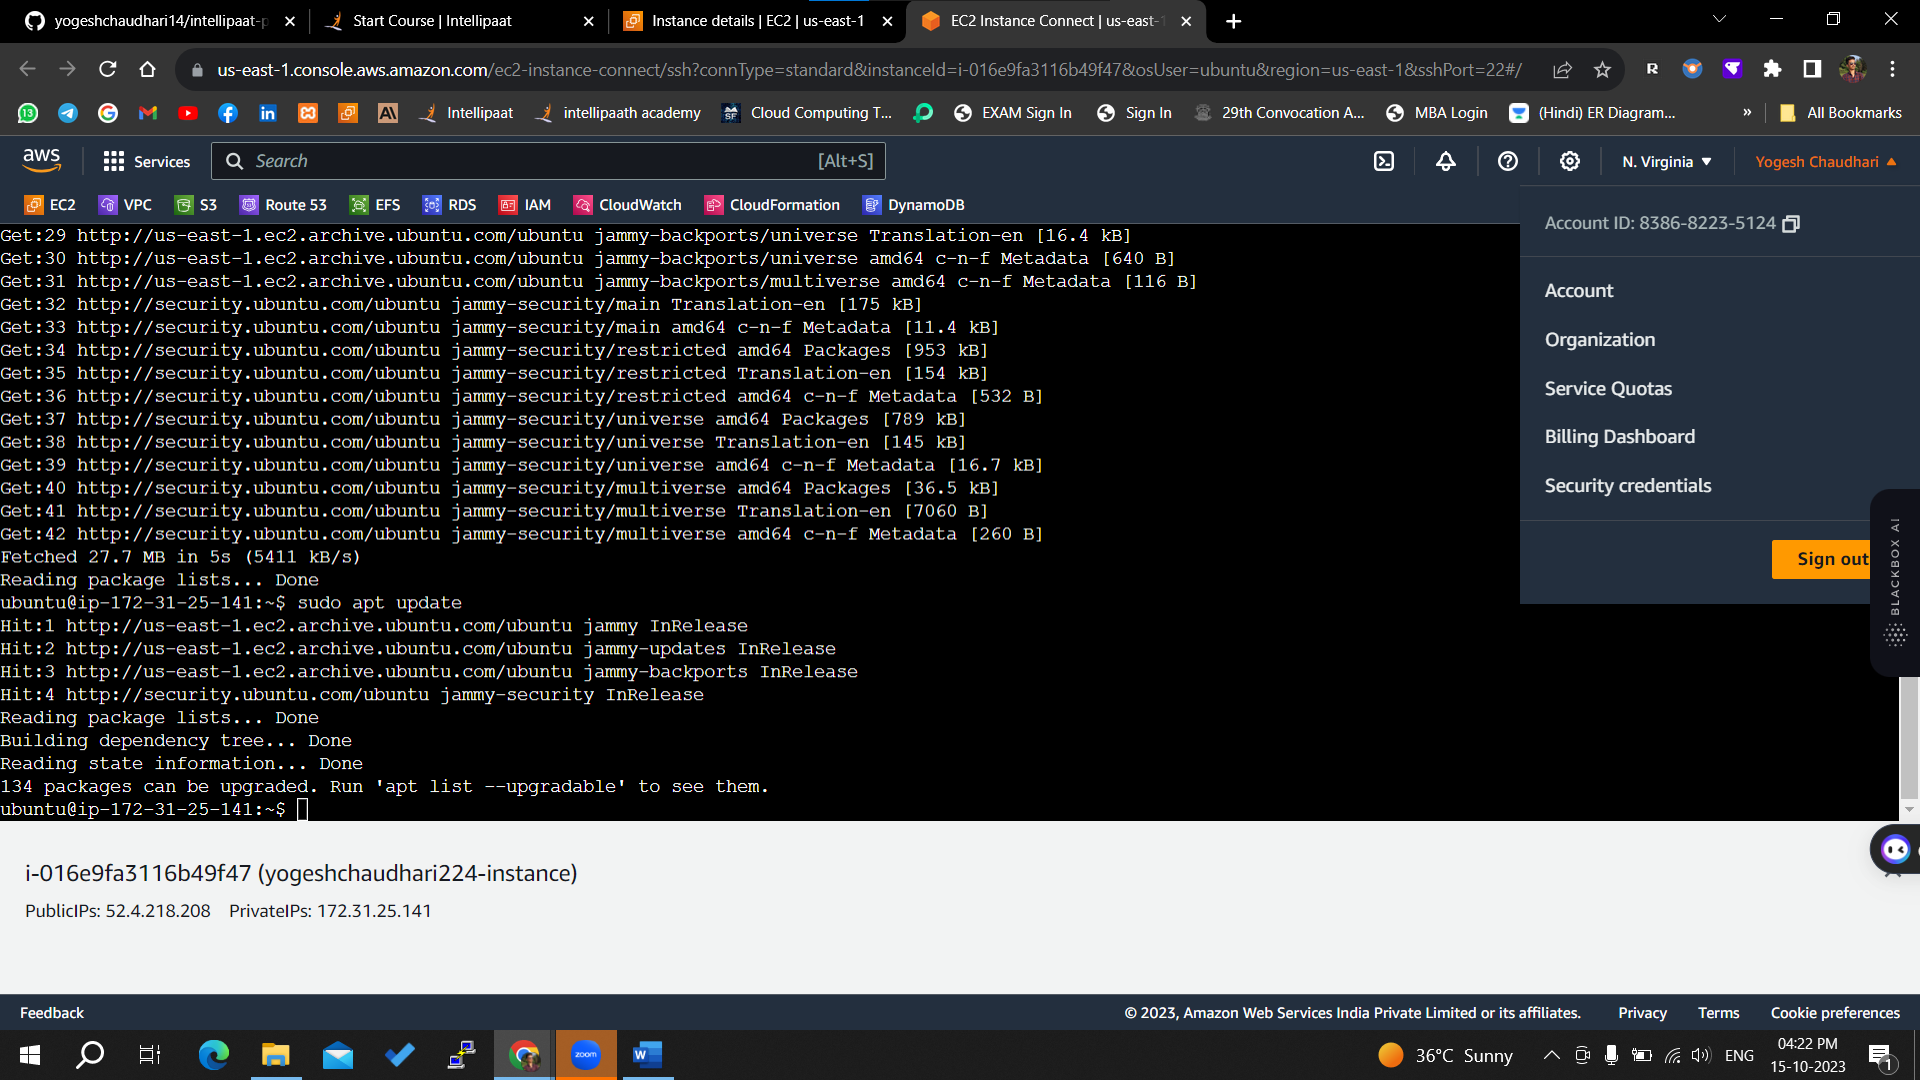 yogeshchaudhari14/intellipaat-p
Start Course | Intellipaat
Instance details | EC2 | us-east-1
EC2 Instance Connect | us-east-1
us-east-1.console.aws.amazon.com/ec2-instance-connect/ssh?connType=standard&instanceId=i-016e9fa3116b49f47&osUser=ubuntu&region=us-east-1&sshPort=22#/
R
13
Intellipaat
intellipaath academy
Cloud Computing T...
EXAM Sign In
Sign In
29th Convocation A...
MBA Login
(Hindi) ER Diagram...
»
All Bookmarks
aws
Services
Search
[Alt+S]
N. Virginia
Yogesh Chaudhari
EC2
VPC
S3
Route 53
EFS
RDS
IAM
CloudWatch
CloudFormation
DynamoDB
Account ID: 8386-8223-5124
Account
Organization
Service Quotas
Billing Dashboard
Security credentials
Sign out
BLACKBOX AI
Get:29 http://us-east-1.ec2.archive.ubuntu.com/ubuntu jammy-backports/universe Translation-en [16.4 kB]
Get:30 http://us-east-1.ec2.archive.ubuntu.com/ubuntu jammy-backports/universe amd64 c-n-f Metadata [640 B]
Get:31 http://us-east-1.ec2.archive.ubuntu.com/ubuntu jammy-backports/multiverse amd64 c-n-f Metadata [116 B]
Get:32 http://security.ubuntu.com/ubuntu jammy-security/main Translation-en [175 kB]
Get:33 http://security.ubuntu.com/ubuntu jammy-security/main amd64 c-n-f Metadata [11.4 kB]
Get:34 http://security.ubuntu.com/ubuntu jammy-security/restricted amd64 Packages [953 kB]
Get:35 http://security.ubuntu.com/ubuntu jammy-security/restricted Translation-en [154 kB]
Get:36 http://security.ubuntu.com/ubuntu jammy-security/restricted amd64 c-n-f Metadata [532 B]
Get:37 http://security.ubuntu.com/ubuntu jammy-security/universe amd64 Packages [789 kB]
Get:38 http://security.ubuntu.com/ubuntu jammy-security/universe Translation-en [145 kB]
Get:39 http://security.ubuntu.com/ubuntu jammy-security/universe amd64 c-n-f Metadata [16.7 kB]
Get:40 http://security.ubuntu.com/ubuntu jammy-security/multiverse amd64 Packages [36.5 kB]
Get:41 http://security.ubuntu.com/ubuntu jammy-security/multiverse Translation-en [7060 B]
Get:42 http://security.ubuntu.com/ubuntu jammy-security/multiverse amd64 c-n-f Metadata [260 B]
Fetched 27.7 MB in 5s (5411 kB/s)
Reading package lists... Done
ubuntu@ip-172-31-25-141:~$ sudo apt update
Hit:1 http://us-east-1.ec2.archive.ubuntu.com/ubuntu jammy InRelease
Hit:2 http://us-east-1.ec2.archive.ubuntu.com/ubuntu jammy-updates InRelease
Hit:3 http://us-east-1.ec2.archive.ubuntu.com/ubuntu jammy-backports InRelease
Hit:4 http://security.ubuntu.com/ubuntu jammy-security InRelease
Reading package lists... Done
Building dependency tree... Done
Reading state information... Done
134 packages can be upgraded. Run 'apt list --upgradable' to see them.
ubuntu@ip-172-31-25-141:~$
i-016e9fa3116b49f47 (yogeshchaudhari224-instance)
PublicIPs: 52.4.218.208 PrivateIPs: 172.31.25.141
Feedback
© 2023, Amazon Web Services India Private Limited or its affiliates.
Privacy
Terms
Cookie preferences
zoom
W
36°C Sunny
ENG
04:22 PM
15-10-2023
1